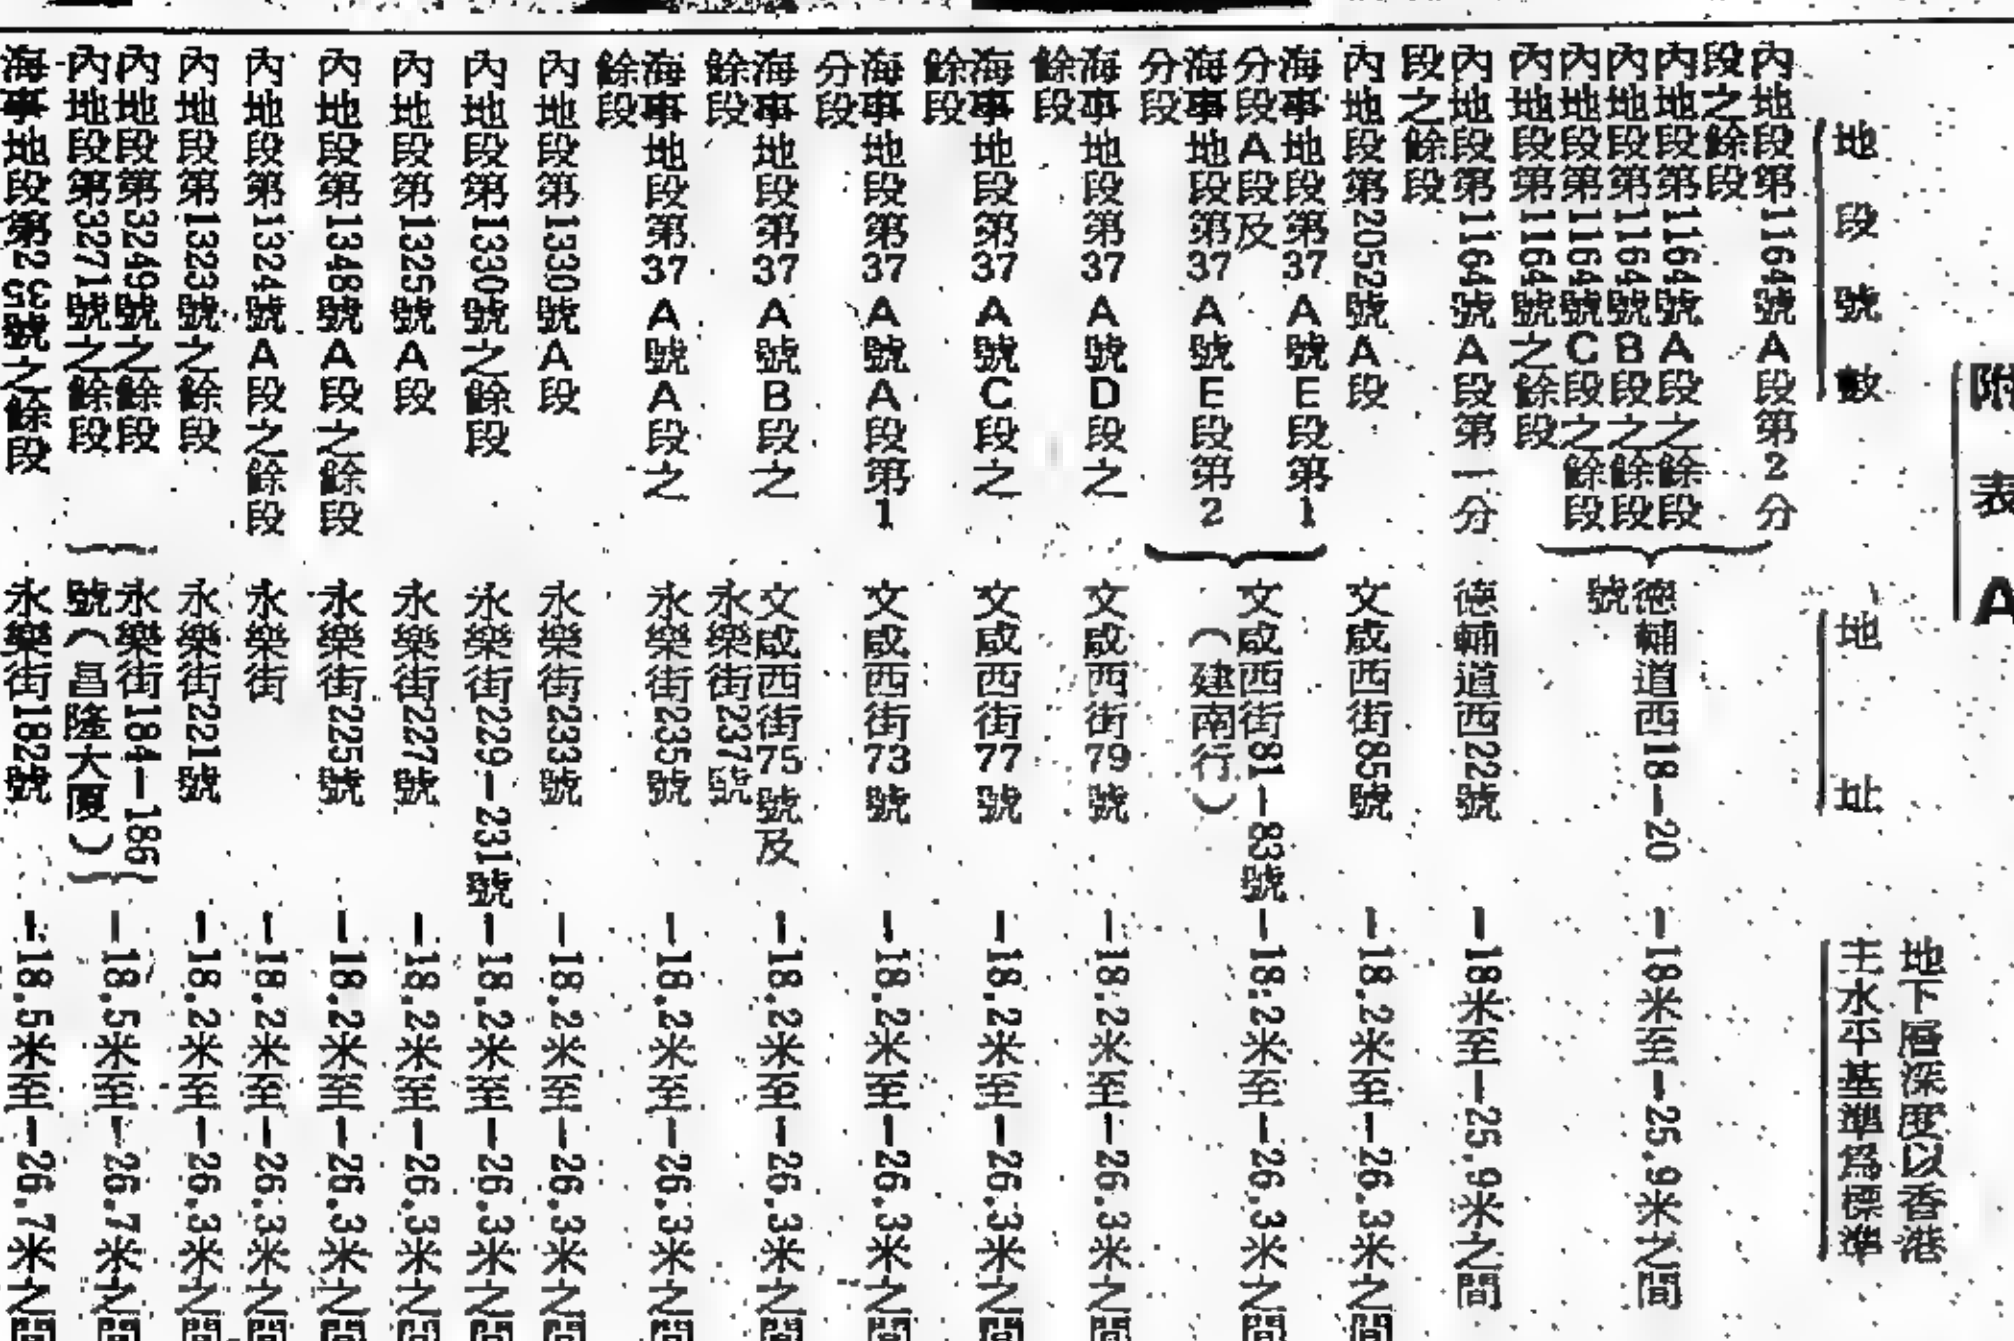 附表A
地段號數
地址
地下層深度以香港
主水平基準為標準
內地段第1164號A段第2分
段之餘段
內地段第1164號A段之餘段
內地段第1164號B段之餘段
內地段第1164號C段之餘段
內地段第1164號之餘段
德輔道西18—20
號
—18米至—25.9米之間
內地段第1164號A段第一分
段之餘段
德輔道西22號
—18米至—25.9米之間
內地段第2052號A段
文咸西街85號
—18.2米至—26.3米之間
海事地段第37A號E段第1
分段A段及
海事地段第37A號E段第2
分段
文咸西街81—83號
(建南行)
—18.2米至—26.3米之間
海事地段第37A號D段之
餘段
文咸西街79號
—18.2米至—26.3米之間
海事地段第37A號C段之
餘段
文咸西街77號
—18.2米至—26.3米之間
海事地段第37A號A段第1
分段
文咸西街73號
—18.2米至—26.3米之間
海事地段第37A號B段之
餘段
文咸西街75號及
永樂街237號
—18.2米至—26.3米之間
海事地段第37A號A段之
餘段
永樂街235號
—18.2米至—26.3米之間
內地段第1330號A段
永樂街233號
—18.2米至—26.3米之間
內地段第1330號之餘段
永樂街229—231號
—18.2米至—26.3米之間
內地段第1325號A段
永樂街227號
—18.2米至—26.3米之間
內地段第1348號A段之餘段
永樂街225號
—18.2米至—26.3米之間
內地段第1324號A段之餘段
永樂街
—18.2米至—26.3米之間
內地段第1323號之餘段
永樂街221號
—18.2米至—26.3米之間
內地段第3249號之餘段
內地段第3271號之餘段
永樂街184—186
號(昌隆大廈)
—18.5米至—26.7米之間
海事地段第235號之餘段
永樂街182號
—18.5米至—26.7米之間